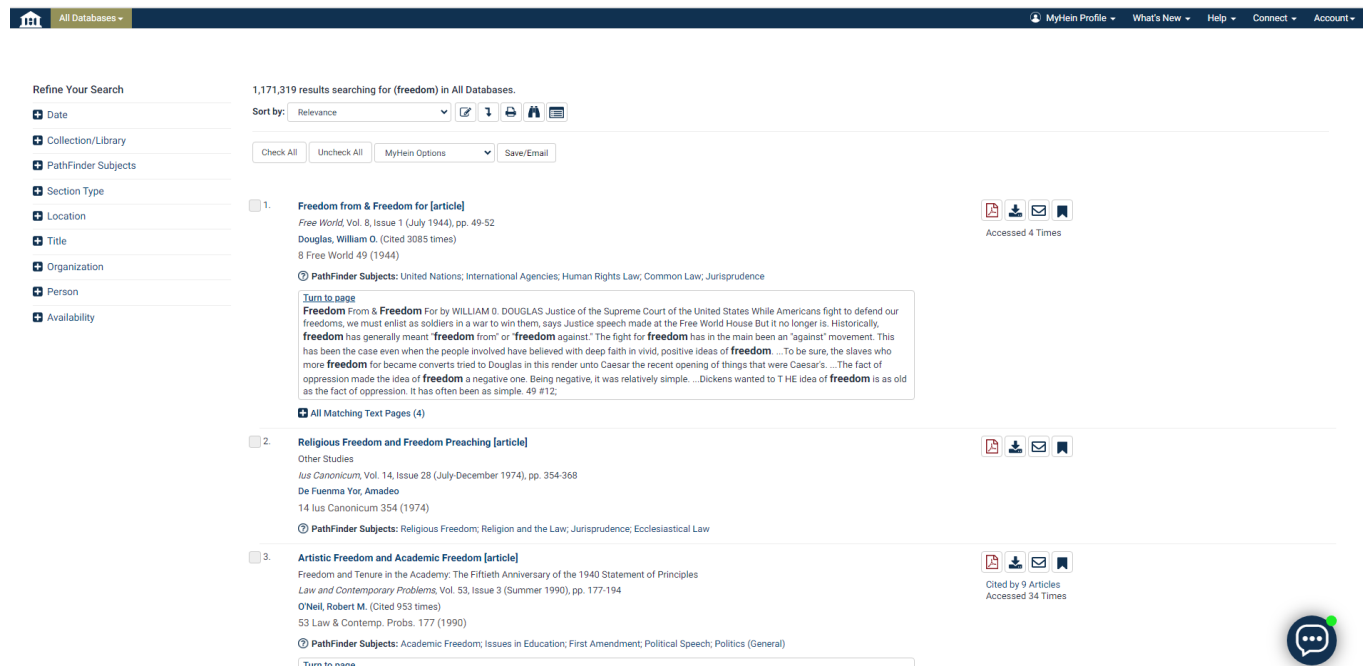 All Databases
MyHein Profile What's New Help Connect Account
Refine Your Search
Date
Collection/Library
PathFinder Subjects
Section Type
Location
Title
Organization
Person
Availability
1,171,319 results searching for (freedom) in All Databases.
Sort by: Relevance
Check All Uncheck All MyHein Options Save/Email
1. Freedom from & Freedom for [article]
Free World, Vol. 8, Issue 1 (July 1944), pp. 49-52
Accessed 4 Times
Douglas, William O. (Cited 3085 times)
8 Free World 49 (1944)
PathFinder Subjects: United Nations; International Agencies; Human Rights Law; Common Law; Jurisprudence
Turn to page
Freedom From & Freedom For by WILLIAM 0. DOUGLAS Justice of the Supreme Court of the United States While Americans fight to defend our
freedoms, we must enlist as soldiers in a war to win them, says Justice speech made at the Free World House But it no longer is. Historically,
freedom has generally meant "freedom from" or "freedom against." The fight for freedom has in the main been an "against" movement. This
has been the case even when the people involved have believed with deep faith in vivid, positive ideas of freedom. ...To be sure, the slaves who
more freedom for became converts tried to Douglas in this render unto Caesar the recent opening of things that were Caesar's. ...The fact of
oppression made the idea of freedom a negative one. Being negative, it was relatively simple. ...Dickens wanted to T HE idea of freedom is as old
as the fact of oppression. It has often been as simple. 49 #12;
All Matching Text Pages (4)
2. Religious Freedom and Freedom Preaching [article]
Other Studies
Ius Canonicum, Vol. 14, Issue 28 (July-December 1974), pp. 354-368
De Fuenma Yor, Amadeo
14 Ius Canonicum 354 (1974)
PathFinder Subjects: Religious Freedom; Religion and the Law; Jurisprudence; Ecclesiastical Law
3. Artistic Freedom and Academic Freedom [article]
Freedom and Tenure in the Academy: The Fiftieth Anniversary of the 1940 Statement of Principles
Cited by 9 Articles
Law and Contemporary Problems, Vol. 53, Issue 3 (Summer 1990), pp. 177-194
Accessed 34 Times
O'Neil, Robert M. (Cited 953 times)
53 Law & Contemp. Probs. 177 (1990)
PathFinder Subjects: Academic Freedom; Issues in Education; First Amendment; Political Speech; Politics (General)
Turn to page